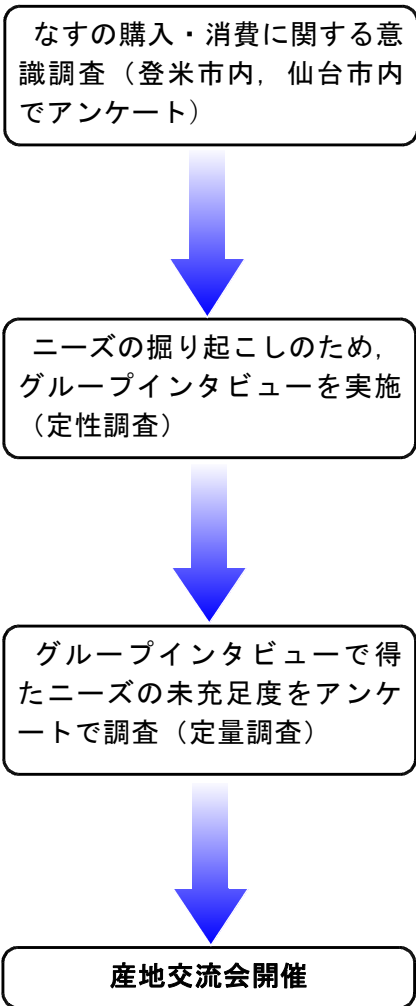 なすの購入・消費に関する意
識調査（登米市内，仙台市内
でアンケート）
ニーズの掘り起こしのため，
グループインタビューを実施
（定性調査）
グループインタビューで得
たニーズの未充足度をアンケ
ートで調査（定量調査）
産地交流会開催